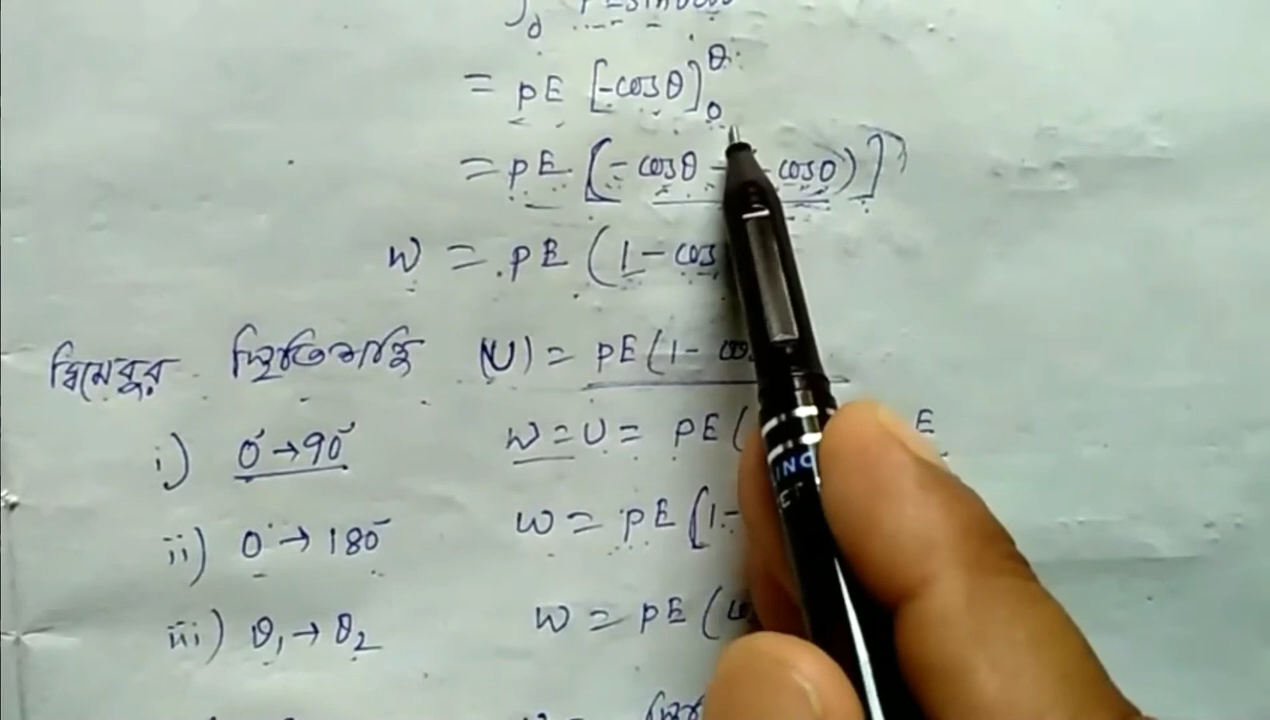 = pE [-cosθ]₀^θ
= pE [-cosθ - cos0)]
W = pE (1 - cos
দ্বিমেরুর স্থিতিশক্তি (U) = pE(1 -
i) 0° → 90° W = U = pE( E
ii) 0 → 180° W = pE (1-
iii) θ₁ → θ₂ W = pE (